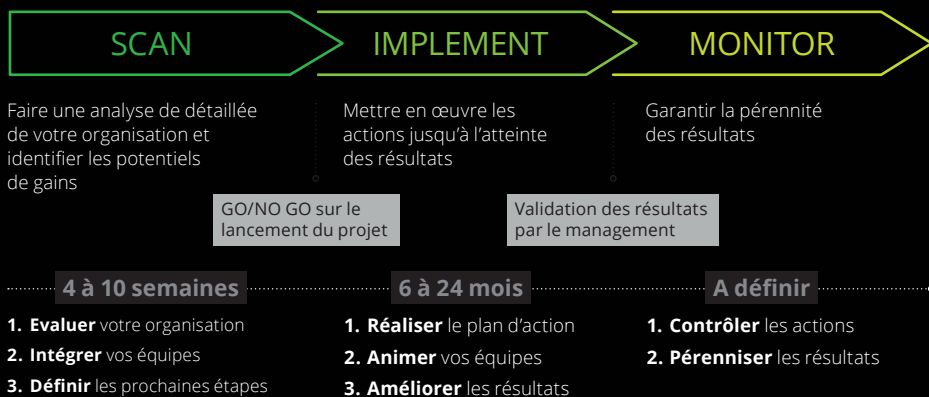 SCAN
IMPLEMENT
MONITOR
Faire une analyse de détaillée
de votre organisation et
identifier les potentiels
de gains
Mettre en œuvre les
actions jusqu’à l’atteinte
des résultats
Garantir la pérennité
des résultats
GO/NO GO sur le
lancement du projet
Validation des résultats
par le management
4 à 10 semaines
6 à 24 mois
A définir
1. Evaluer votre organisation
2. Intégrer vos équipes
3. Définir les prochaines étapes
1. Réaliser le plan d’action
2. Animer vos équipes
3. Améliorer les résultats
1. Contrôler les actions
2. Pérenniser les résultats